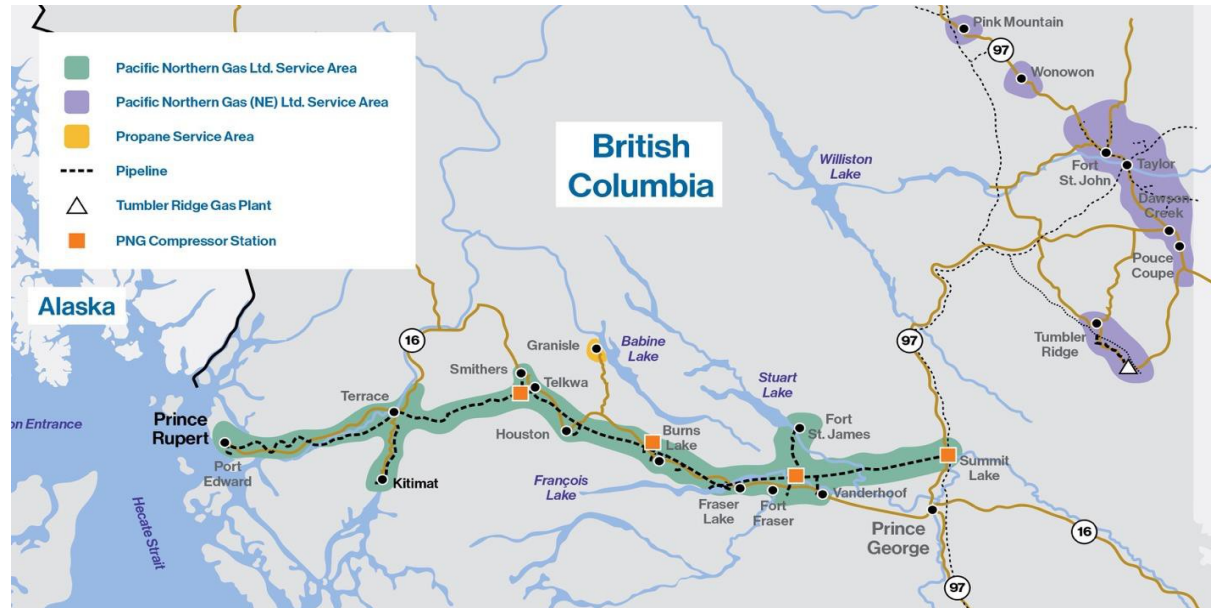 Pacific Northern Gas Ltd. Service Area
Pacific Northern Gas (NE) Ltd. Service Area
Propane Service Area
Pipeline
Tumbler Ridge Gas Plant
PNG Compressor Station
British
Columbia
Alaska
Pink Mountain
97
Wonowon
Williston
Lake
Fort
St. John
Taylor
Dawson
Creek
Pouce
Coupe
Tumbler
Ridge
16
97
Granisle
Babine
Lake
Smithers
Telkwa
Stuart
Lake
Terrace
Prince
Rupert
on Entrance
Port
Edward
Houston
Burns
Lake
Fort
St. James
Summit
Lake
Kitimat
François
Lake
Fraser
Lake
Fort
Fraser
Vanderhoof
Prince
George
Hecate Strait
16
97